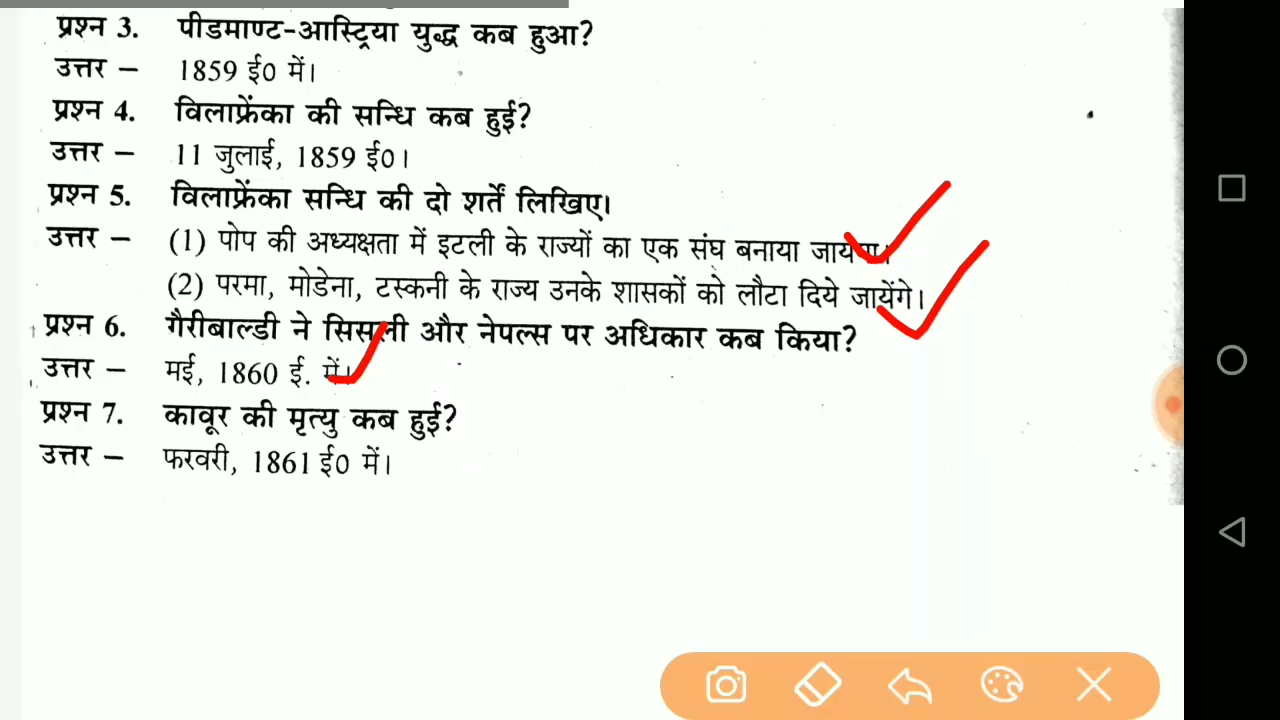 प्रश्न 3. पीडमाण्ट-आस्ट्रिया युद्ध कब हुआ?
उत्तर – 1859 ई0 में।
प्रश्न 4. विलाफ्रेंका की सन्धि कब हुई?
उत्तर – 11 जुलाई, 1859 ई0।
प्रश्न 5. विलाफ्रेंका सन्धि की दो शर्तें लिखिए।
उत्तर – (1) पोप की अध्यक्षता में इटली के राज्यों का एक संघ बनाया जायेगा।
(2) परमा, मोडेना, टस्कनी के राज्य उनके शासकों को लौटा दिये जायेंगे।
प्रश्न 6. गैरीबाल्डी ने सिसली और नेपल्स पर अधिकार कब किया?
उत्तर – मई, 1860 ई. में।
प्रश्न 7. कावूर की मृत्यु कब हुई?
उत्तर – फरवरी, 1861 ई0 में।